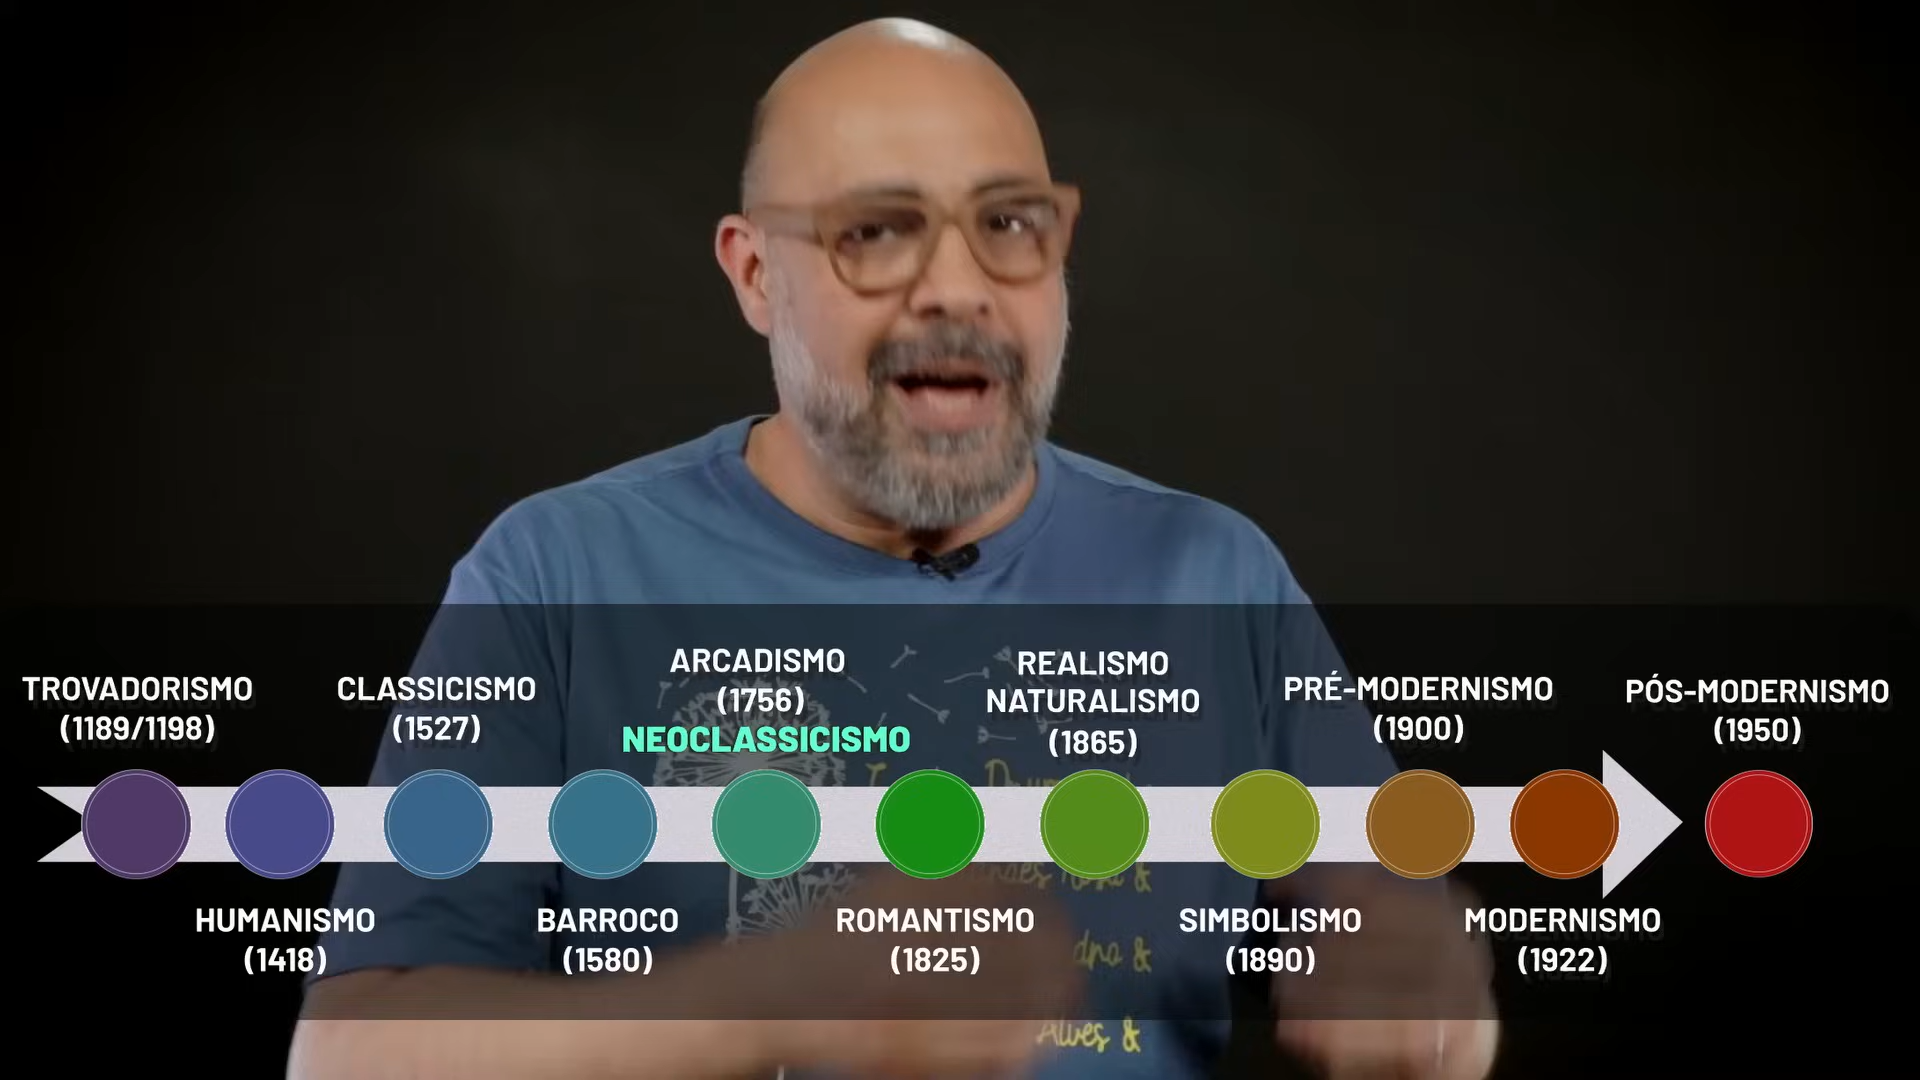 TROVADORISMO
(1189/1198)
CLASSICISMO
(1527)
ARCADISMO
(1756)
NEOCLASSICISMO
REALISMO
NATURALISMO
(1865)
PRÉ-MODERNISMO
(1900)
PÓS-MODERNISMO
(1950)
HUMANISMO
(1418)
BARROCO
(1580)
ROMANTISMO
(1825)
SIMBOLISMO
(1890)
MODERNISMO
(1922)
&
&
Alves &